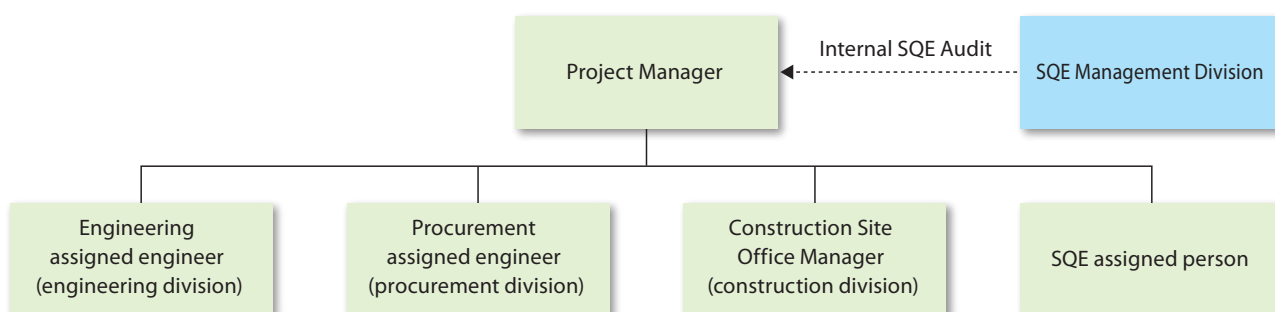 Internal SQE Audit
Project Manager
SQE Management Division
Engineering
assigned engineer
(engineering division)
Procurement
assigned engineer
(procurement division)
Construction Site
Office Manager
(construction division)
SQE assigned person